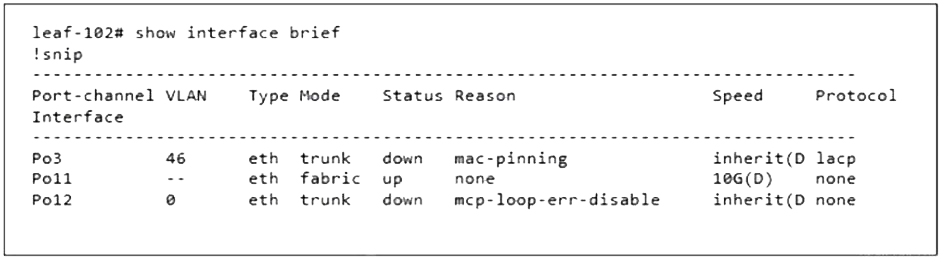 leaf-102# show interface brief
!snip
--------------------------------------------------------------------------------
Port-channel VLAN    Type Mode    Status Reason                   Speed     Protocol
Interface
--------------------------------------------------------------------------------
Po3          46      eth  trunk   down   mac-pinning              inherit(D lacp
Po11         --      eth  fabric  up     none                     10G(D)    none
Po12         0       eth  trunk   down   mcp-loop-err-disable     inherit(D none